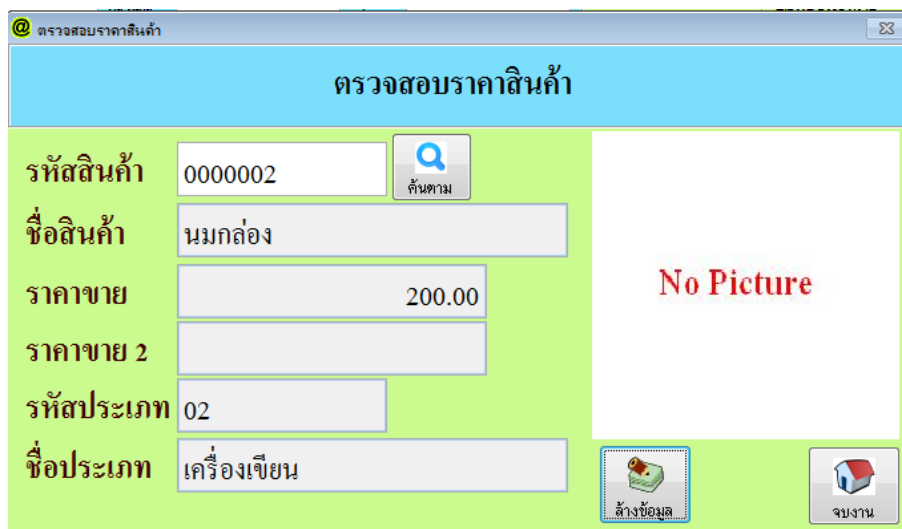 @ ตรวจสอบราคาสินค้า
ตรวจสอบราคาสินค้า
รหัสสินค้า 0000002 ค้นตาม
ชื่อสินค้า นมกล่อง
ราคาขาย 200.00
No Picture
ราคาขาย 2
รหัสประเภท 02
ชื่อประเภท เครื่องเขียน
ล้างข้อมูล จบงาน